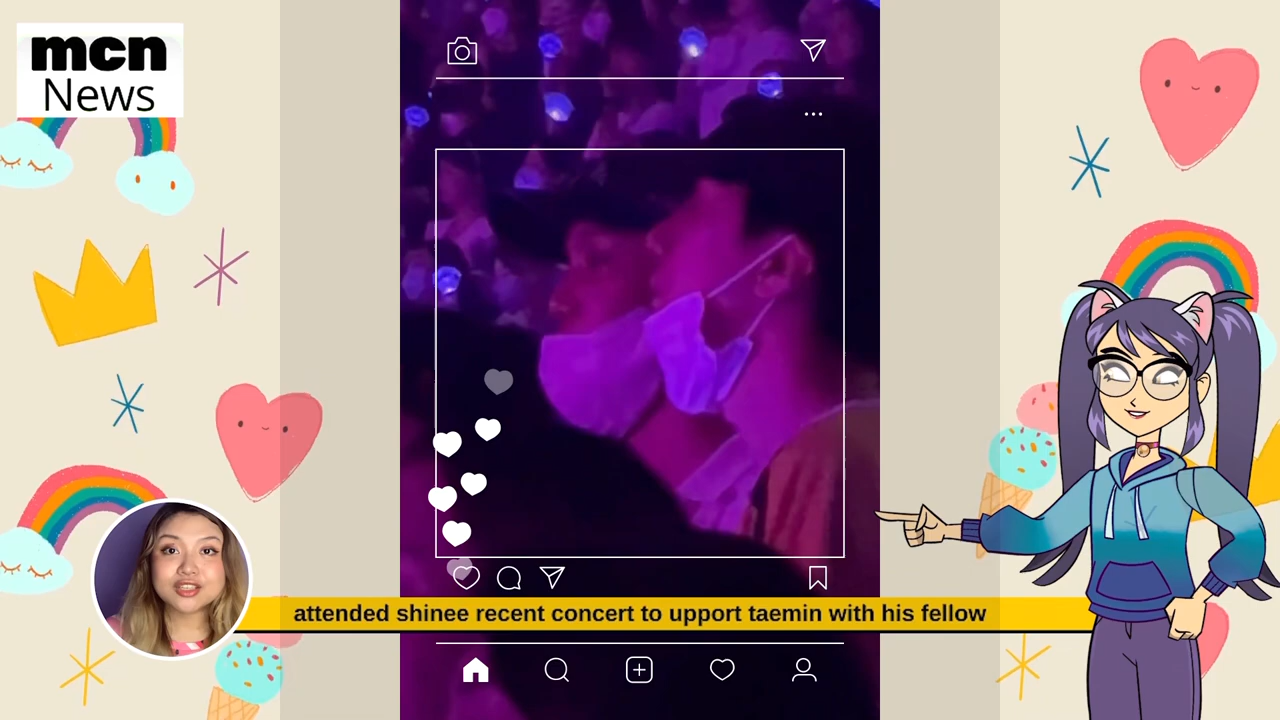 mcn
News
attended shinee recent concert to upport taemin with his fellow